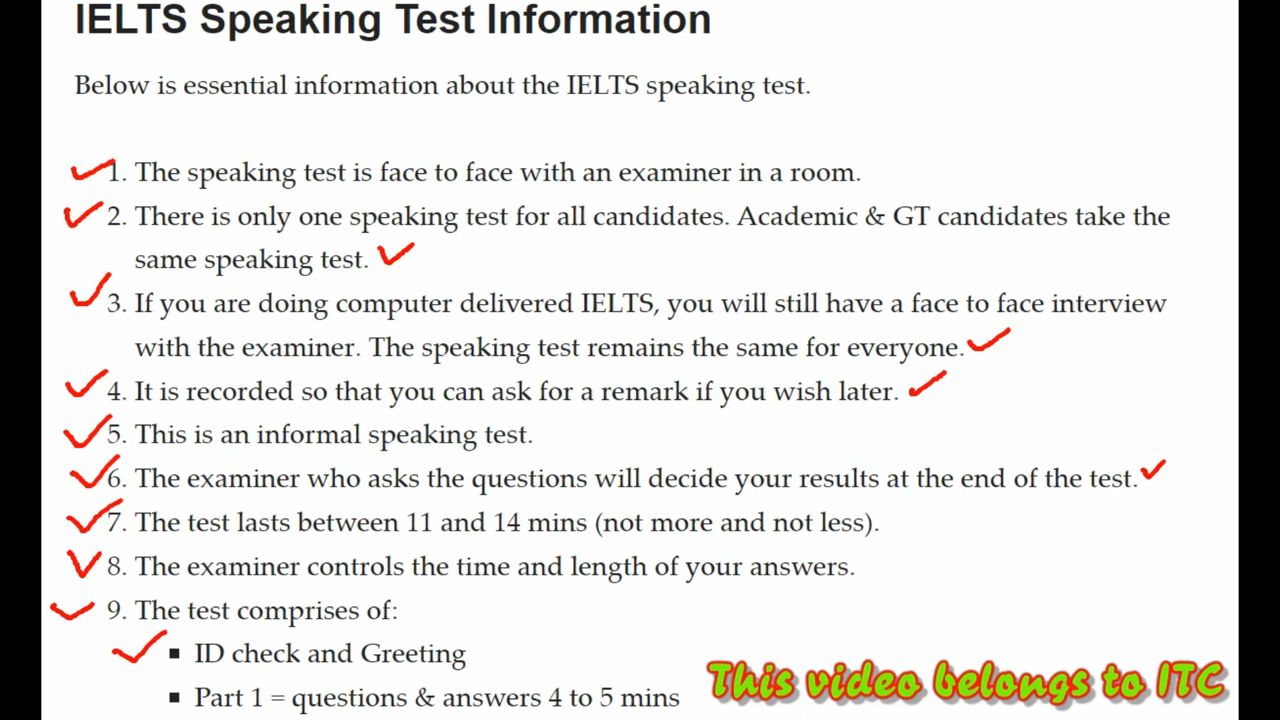 IELTS Speaking Test Information
Below is essential information about the IELTS speaking test.
1. The speaking test is face to face with an examiner in a room.
2. There is only one speaking test for all candidates. Academic & GT candidates take the
same speaking test.
3. If you are doing computer delivered IELTS, you will still have a face to face interview
with the examiner. The speaking test remains the same for everyone.
4. It is recorded so that you can ask for a remark if you wish later.
5. This is an informal speaking test.
6. The examiner who asks the questions will decide your results at the end of the test.
7. The test lasts between 11 and 14 mins (not more and not less).
8. The examiner controls the time and length of your answers.
9. The test comprises of:
▪ ID check and Greeting
▪ Part 1 = questions & answers 4 to 5 mins
This video belongs to ITC